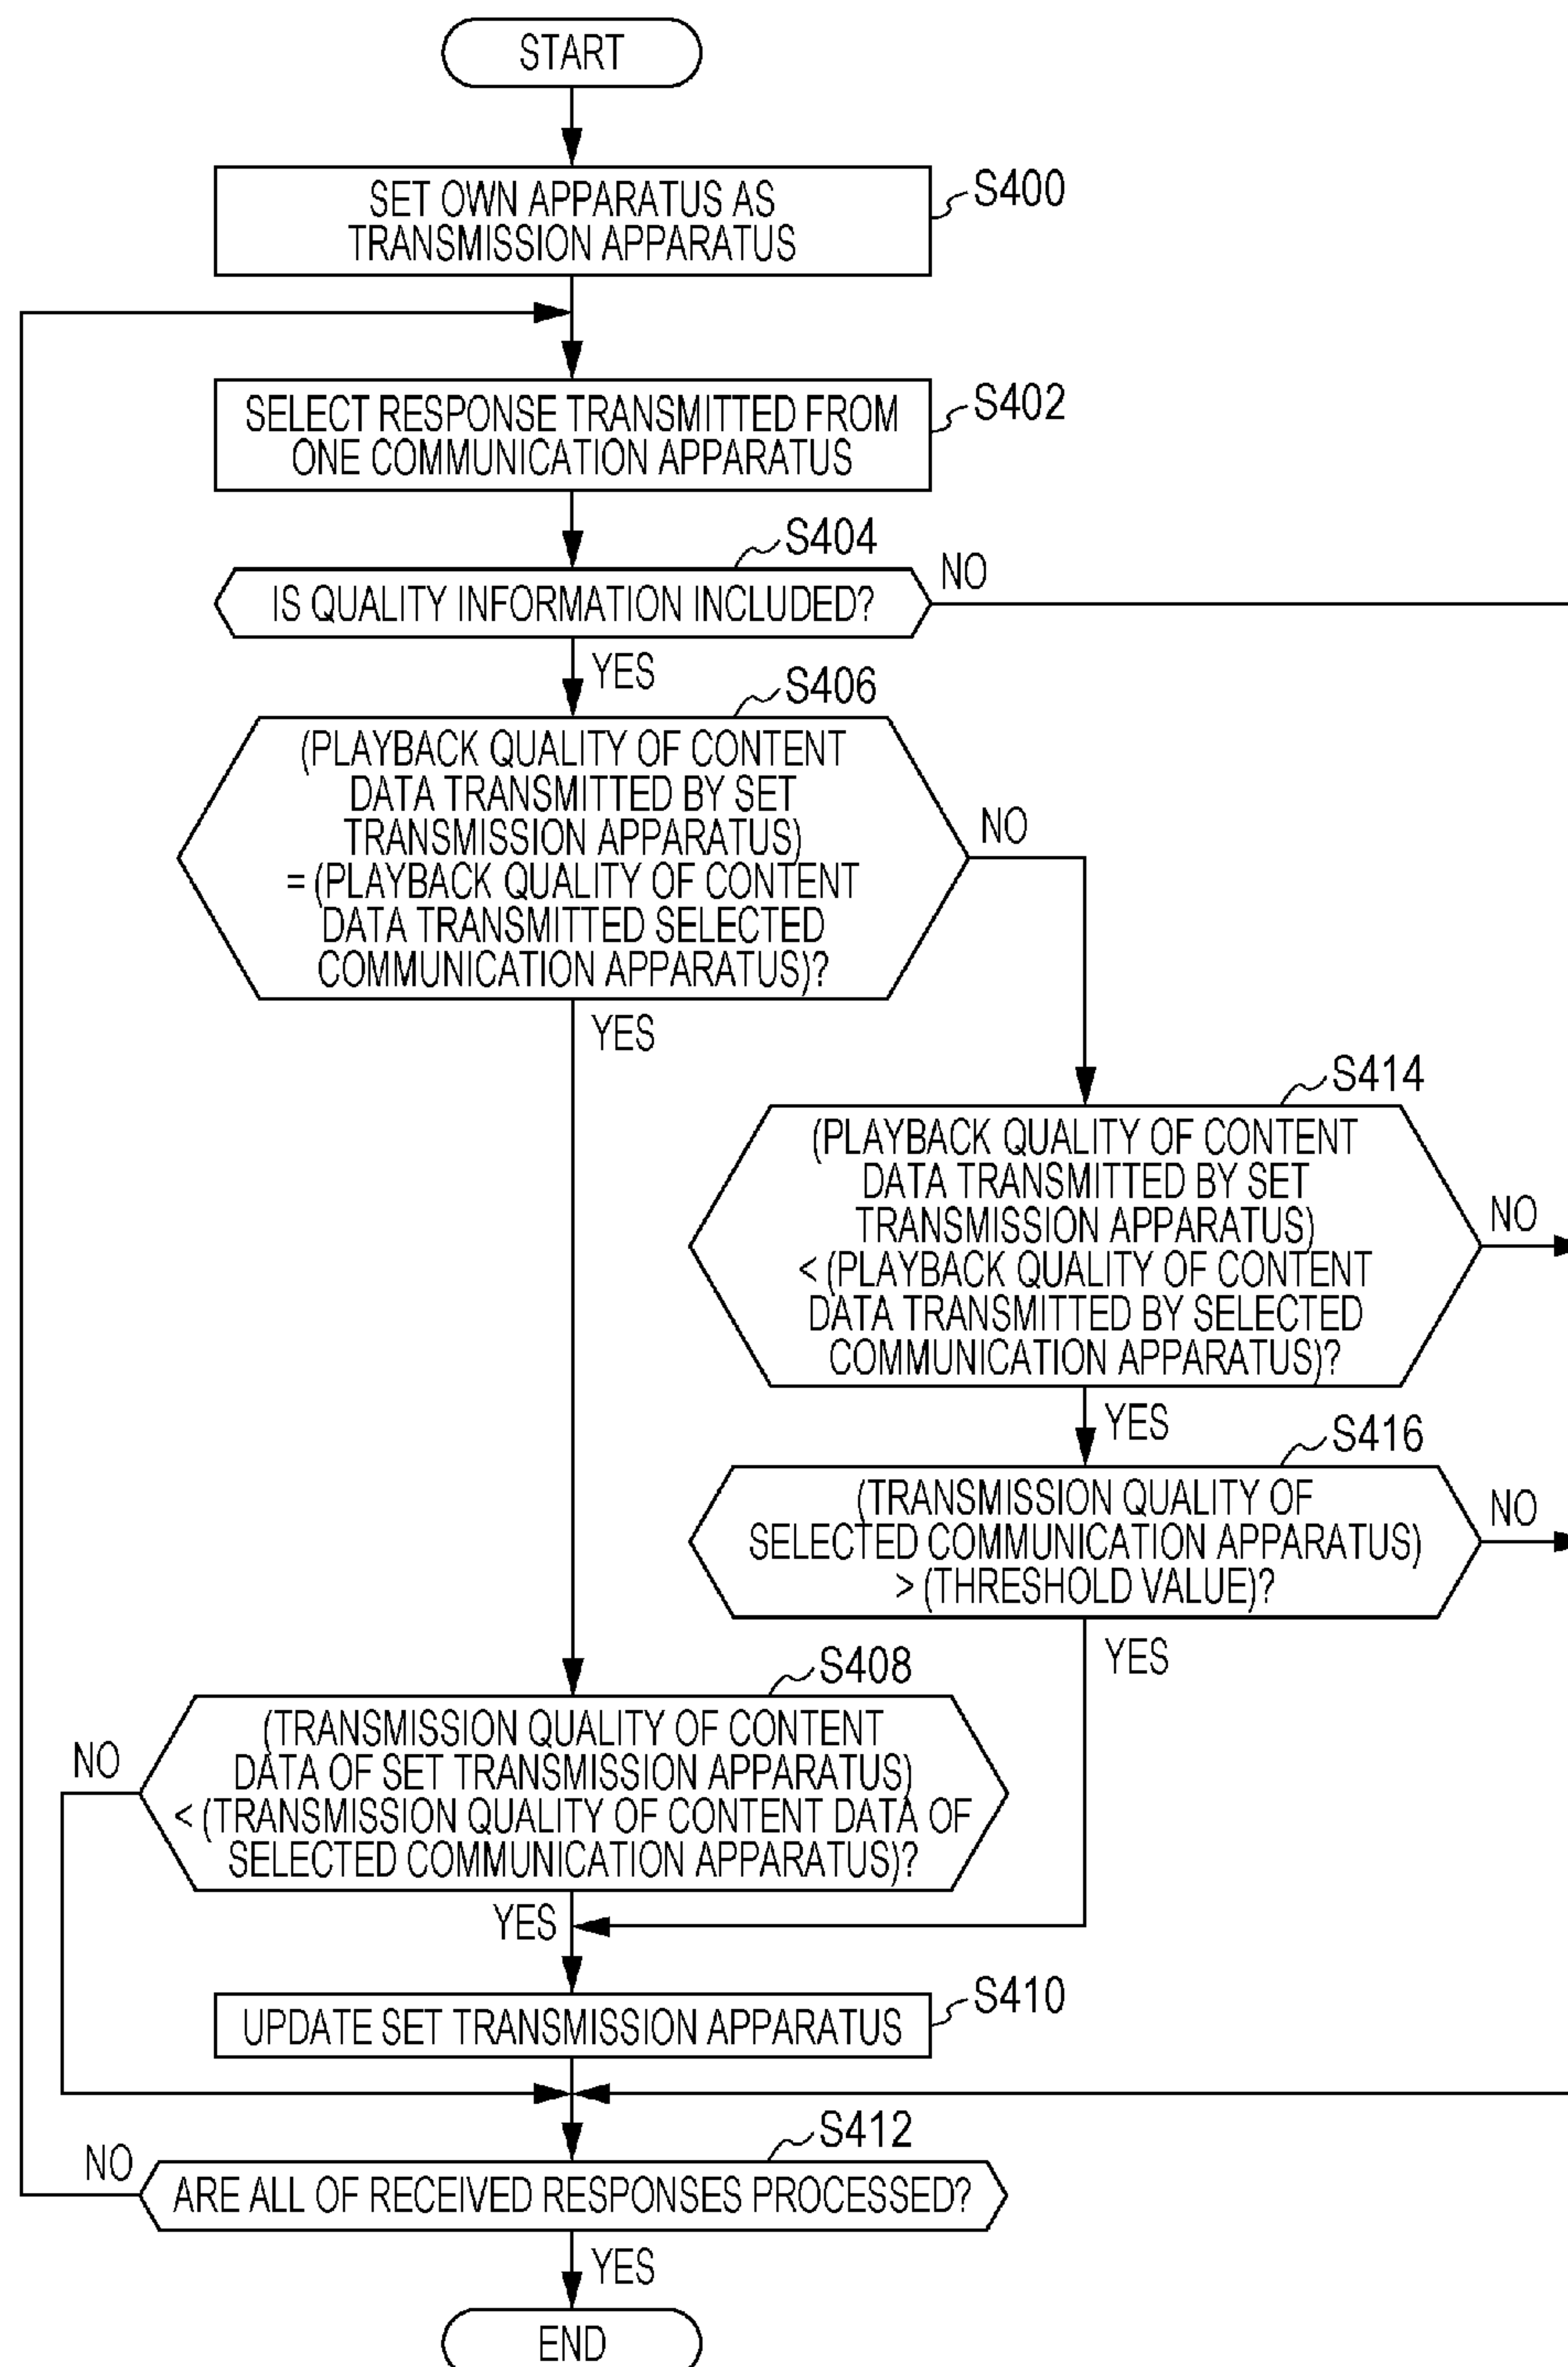 START
SET OWN APPARATUS AS
TRANSMISSION APPARATUS
S400
SELECT RESPONSE TRANSMITTED FROM
ONE COMMUNICATION APPARATUS
S402
S404
IS QUALITY INFORMATION INCLUDED?
NO
YES
S406
(PLAYBACK QUALITY OF CONTENT
DATA TRANSMITTED BY SET
TRANSMISSION APPARATUS)
= (PLAYBACK QUALITY OF CONTENT
DATA TRANSMITTED SELECTED
COMMUNICATION APPARATUS)?
NO
YES
S414
(PLAYBACK QUALITY OF CONTENT
DATA TRANSMITTED BY SET
TRANSMISSION APPARATUS)
< (PLAYBACK QUALITY OF CONTENT
DATA TRANSMITTED BY SELECTED
COMMUNICATION APPARATUS)?
NO
YES
S416
(TRANSMISSION QUALITY OF
SELECTED COMMUNICATION APPARATUS)
> (THRESHOLD VALUE)?
NO
YES
S408
(TRANSMISSION QUALITY OF CONTENT
DATA OF SET TRANSMISSION APPARATUS)
< (TRANSMISSION QUALITY OF CONTENT DATA OF
SELECTED COMMUNICATION APPARATUS)?
NO
YES
S410
UPDATE SET TRANSMISSION APPARATUS
S412
NO
ARE ALL OF RECEIVED RESPONSES PROCESSED?
YES
END